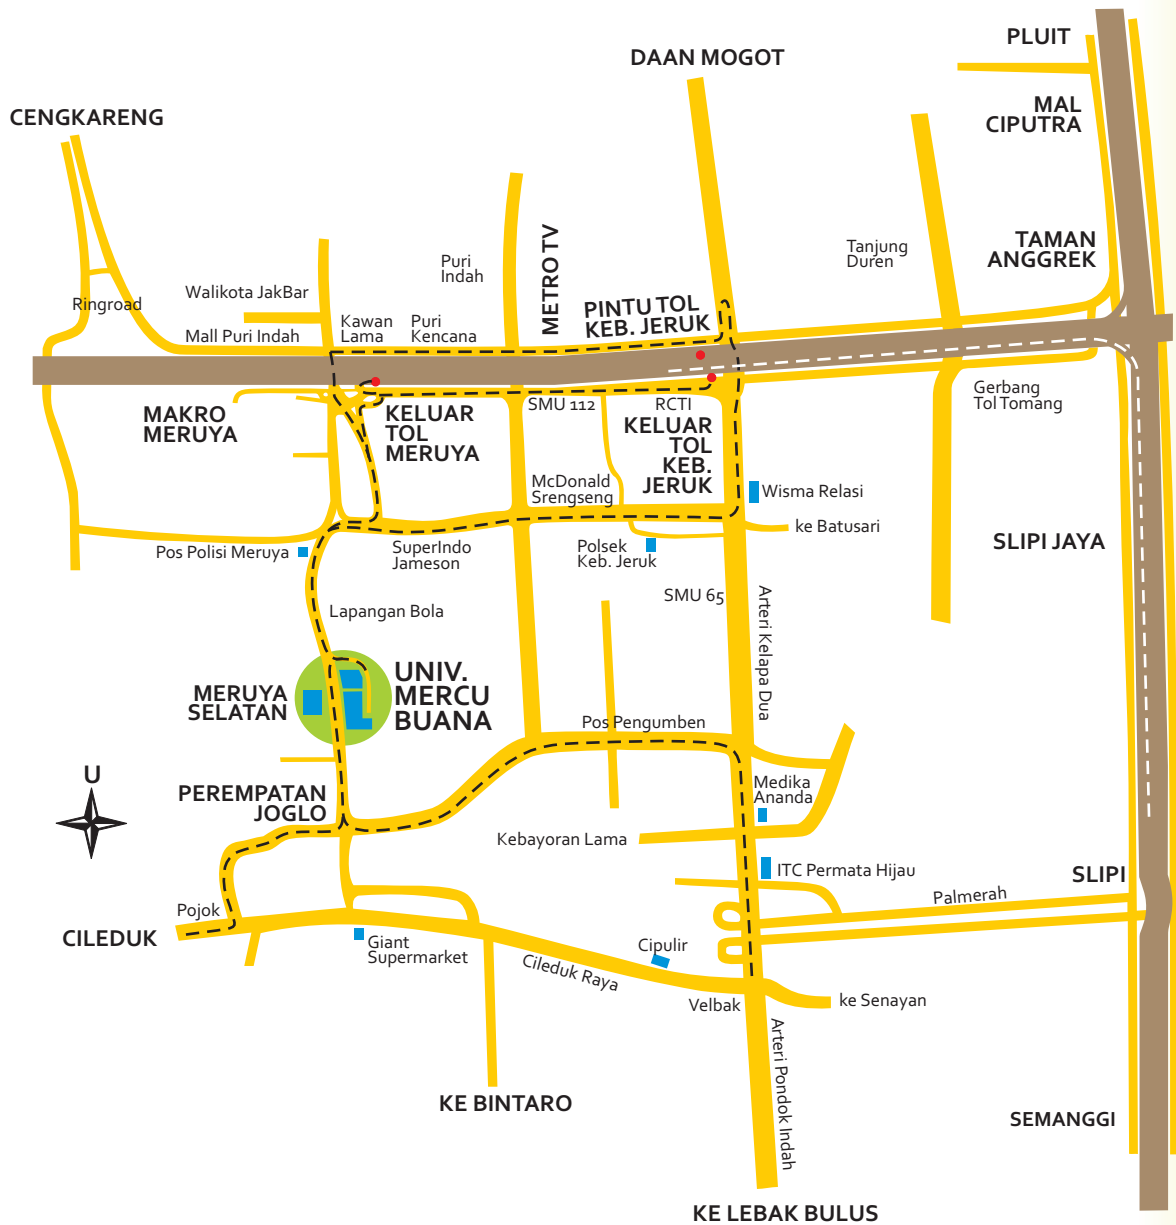 PLUIT
DAAN MOGOT
MAL
CIPUTRA
CENGKARENG
METRO TV
Tanjung
Duren
TAMAN
ANGGREK
Puri
Indah
Walikota JakBar
Ringroad
PINTU TOL
KEB. JERUK
Mall Puri Indah
Kawan
Lama
Puri
Kencana
Gerbang
Tol Tomang
MAKRO
MERUYA
KELUAR
TOL
MERUYA
SMU 112
RCTI
KELUAR
TOL
KEB.
JERUK
McDonald
Srengseng
Wisma Relasi
ke Batusari
Pos Polisi Meruya
SuperIndo
Jameson
Polsek
Keb. Jeruk
SLIPI JAYA
SMU 65
Arteri Kelapa Dua
Lapangan Bola
UNIV.
MERCU
BUANA
MERUYA
SELATAN
Pos Pengumben
U
PEREMPATAN
JOGLO
Medika
Ananda
Kebayoran Lama
ITC Permata Hijau
SLIPI
Palmerah
Pojok
CILEDUK
Giant
Supermarket
Cileduk Raya
Cipulir
Velbak
ke Senayan
Arteri Pondok Indah
KE BINTARO
SEMANGGI
KE LEBAK BULUS